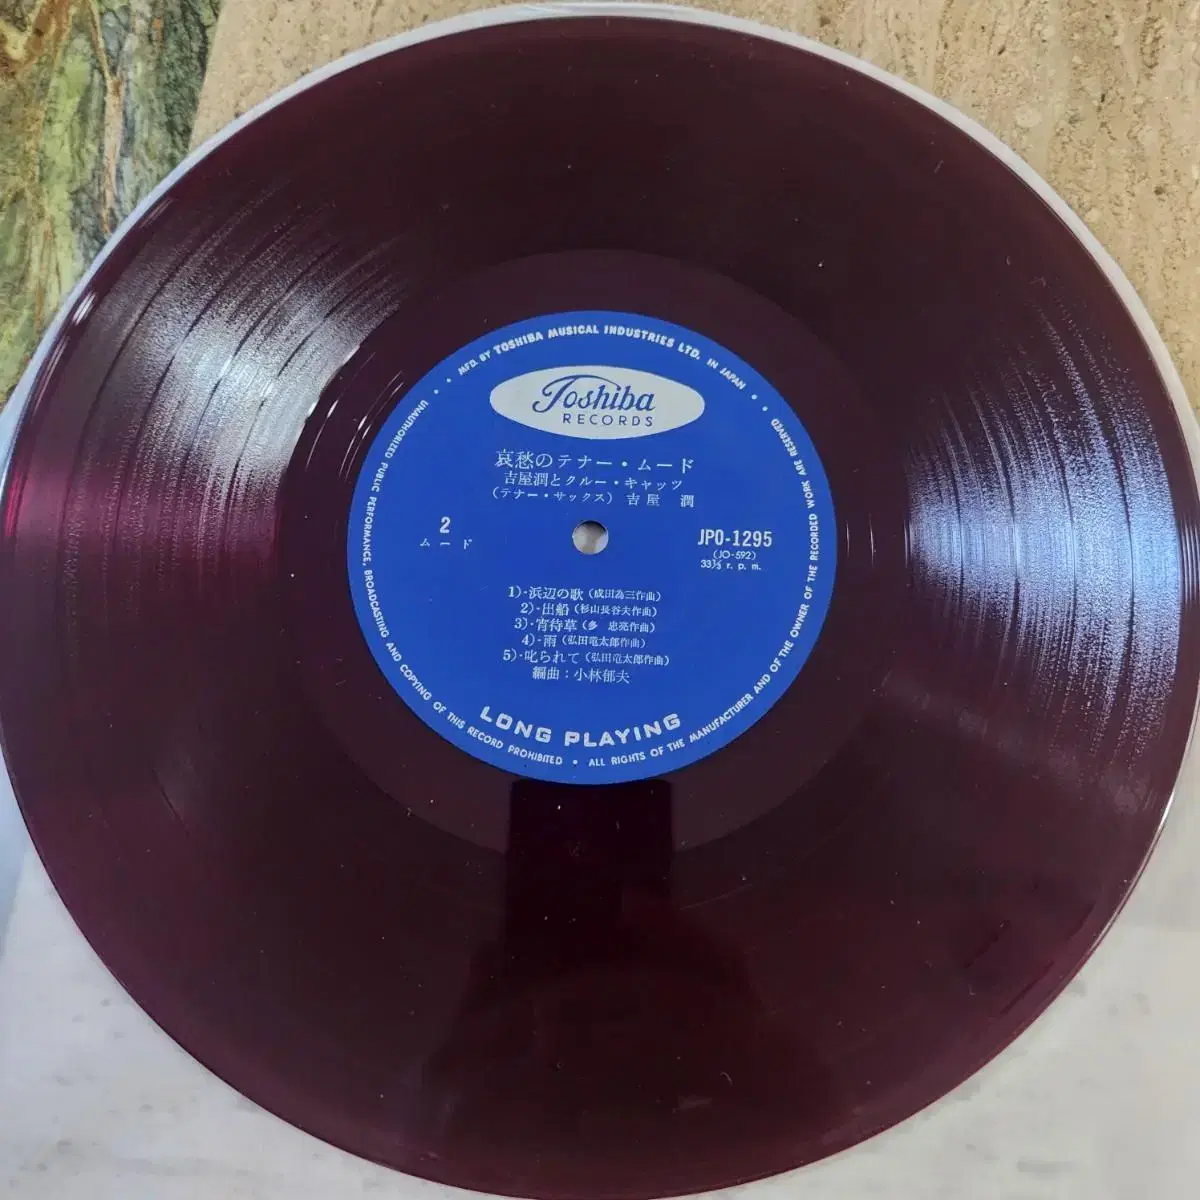 • MFD. BY TOSHIBA MUSICAL INDUSTRIES LTD. IN JAPAN •
Toshiba
RECORDS
哀愁のテナー・ムード
吉屋潤とクルー・キャッツ
(テナー・サックス) 吉屋 潤
2
ムード
JPO-1295
(JO-592)
33⅓ r. p. m.
1)・浜辺の歌 (成田為三作曲)
2)・出船 (杉山長谷夫作曲)
3)・宵待草 (多 忠亮作曲)
4)・雨 (弘田竜太郎作曲)
5)・叱られて (弘田竜太郎作曲)
編曲:小林郁夫
LONG PLAYING
• UNAUTHORIZED PUBLIC PERFORMANCE, BROADCASTING AND COPYING OF THIS RECORD PROHIBITED • ALL RIGHTS OF THE MANUFACTURER AND OF THE OWNER OF THE RECORDED WORK ARE RESERVED •